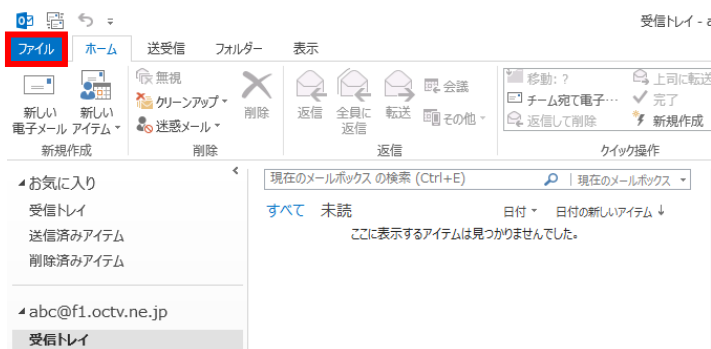 受信トレイ - a
ファイル ホーム 送受信 フォルダー 表示
無視
クリーンアップ
迷惑メール
削除
新しい
電子メール
新しい
アイテム
返信
全員に
返信
転送
会議
その他
移動: ?
チーム宛て電子…
返信して削除
上司に転送
完了
新規作成
新規作成 削除 返信 クイック操作
お気に入り
受信トレイ
送信済みアイテム
削除済みアイテム
abc@f1.octv.ne.jp
受信トレイ
現在のメールボックス の検索 (Ctrl+E) 現在のメールボックス
すべて 未読 日付 日付の新しいアイテム↓
ここに表示するアイテムは見つかりませんでした。